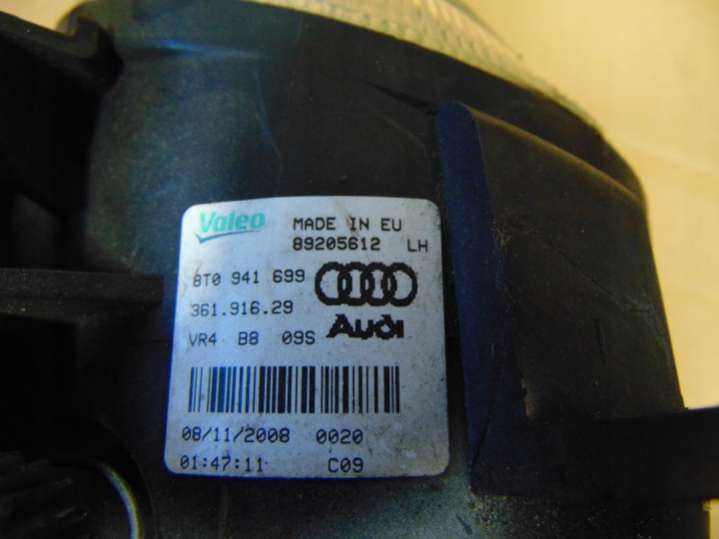 Valeo MADE IN EU
89205612 LH
8T0 941 699
361.916.29
Audi
VR4 B8 09S
08/11/2008 0020
01:47:11 C09